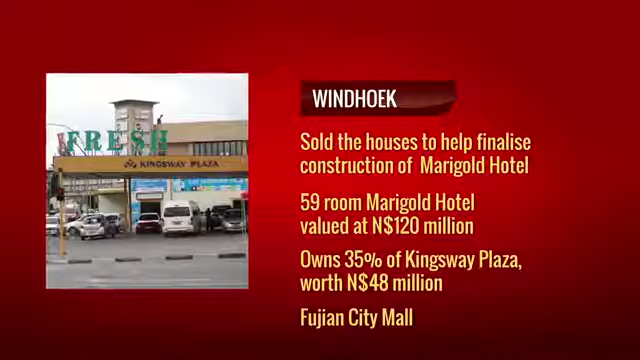 FRESH
KINGSWAY PLAZA
WINDHOEK
Sold the houses to help finalise
construction of Marigold Hotel
59 room Marigold Hotel
valued at N$120 million
Owns 35% of Kingsway Plaza,
worth N$48 million
Fujian City Mall